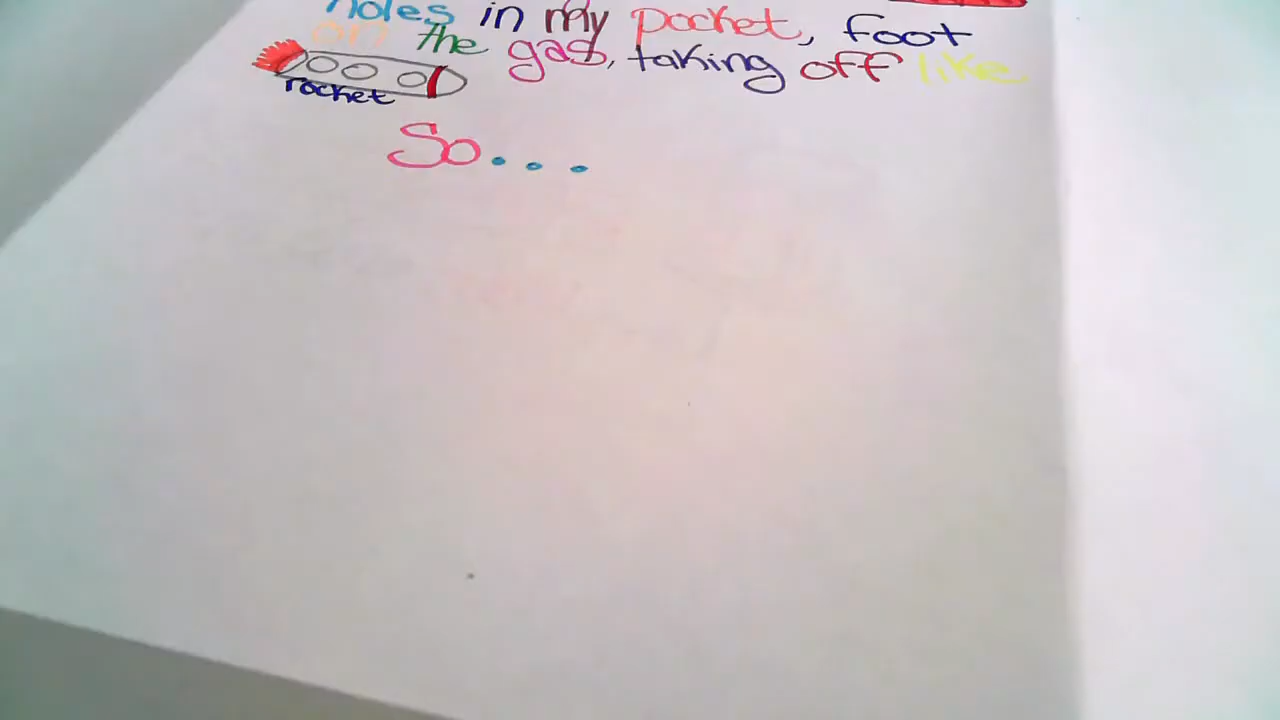 holes in my pocket, foot
on the gas, taking off like
rocket
So...